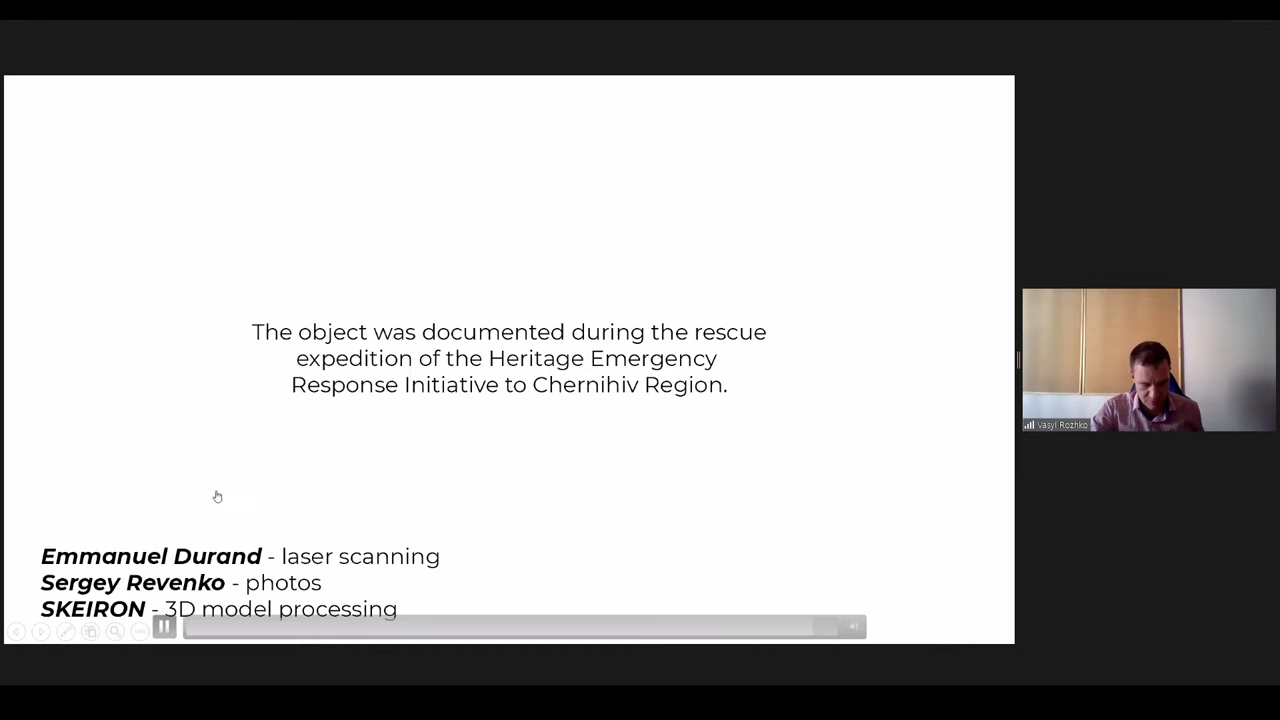 The object was documented during the rescue
expedition of the Heritage Emergency
Response Initiative to Chernihiv Region.
Emmanuel Durand - laser scanning
Sergey Revenko - photos
SKEIRON - 3D model processing
Vasyl Rozhko